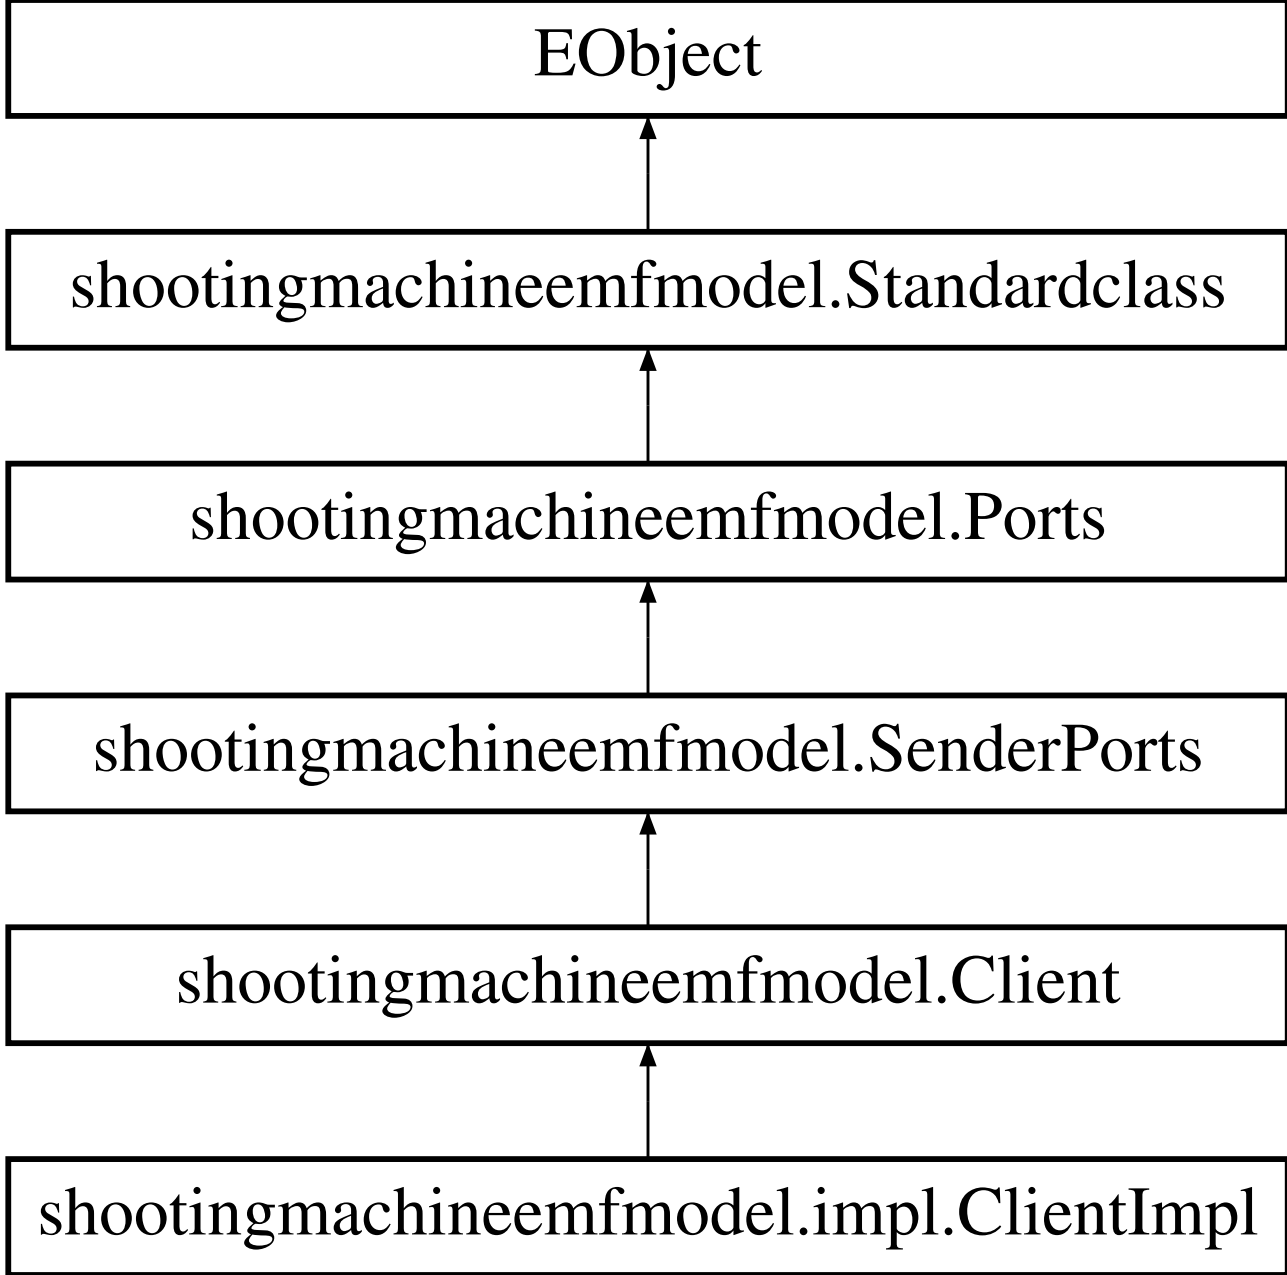 EObject
shootingmachineemfmodel.Standardclass
shootingmachineemfmodel.Ports
shootingmachineemfmodel.SenderPorts
shootingmachineemfmodel.Client
shootingmachineemfmodel.impl.ClientImpl